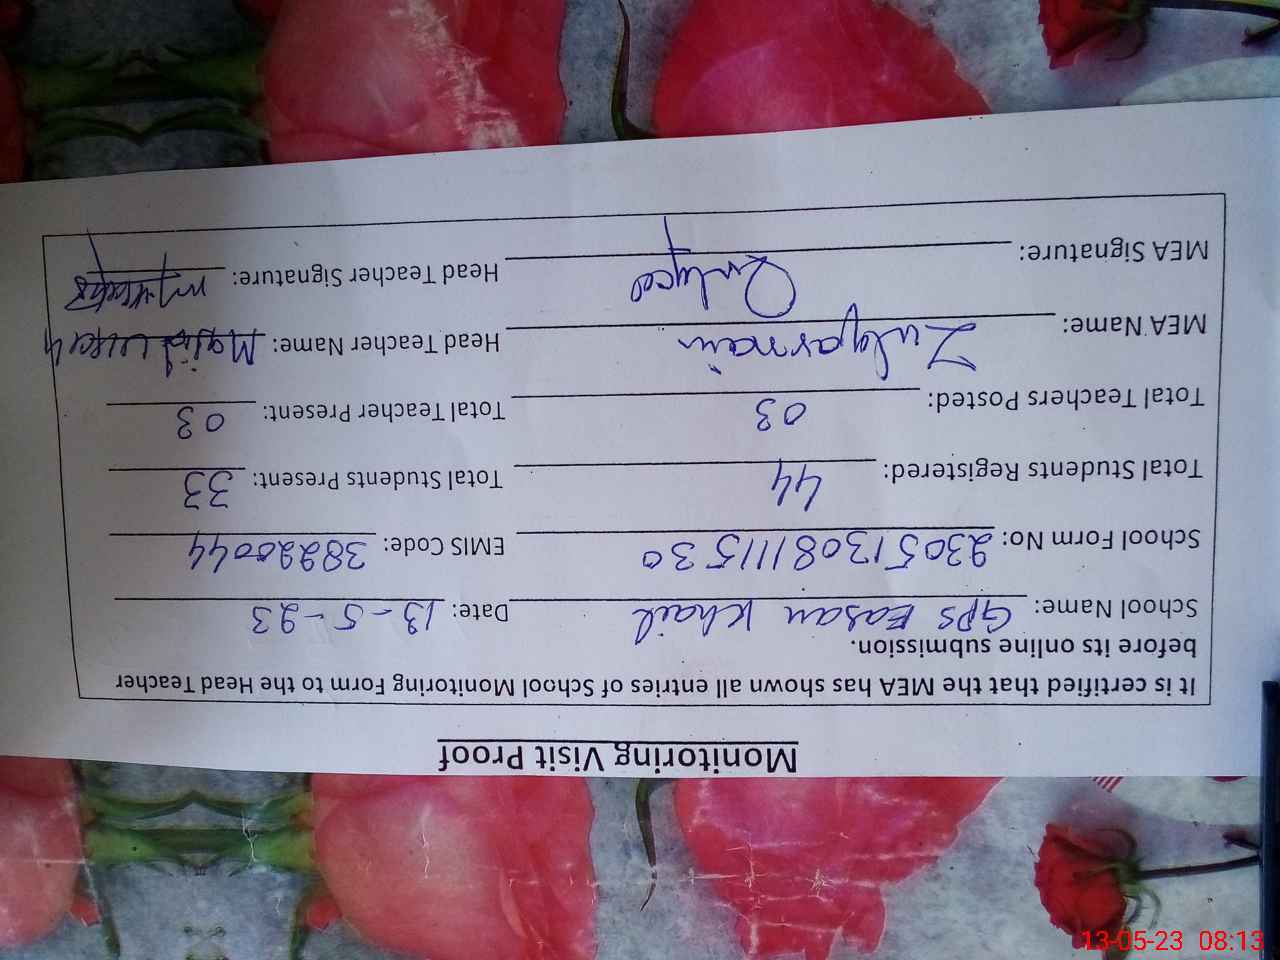 Monitoring Visit Proof
It is certified that the MEA has shown all entries of School Monitoring Form to the Head Teacher
before its online submission.
School Name: GPS Easan Khail Date: 13-5-23
School Form No: 230513081111530 EMIS Code: 38220044
Total Students Registered: 44 Total Students Present: 33
Total Teachers Posted: 03 Total Teacher Present: 03
MEA Name: Zulqarnain Head Teacher Name: Majid
MEA Signature: Head Teacher Signature:
13-05-23 08:13